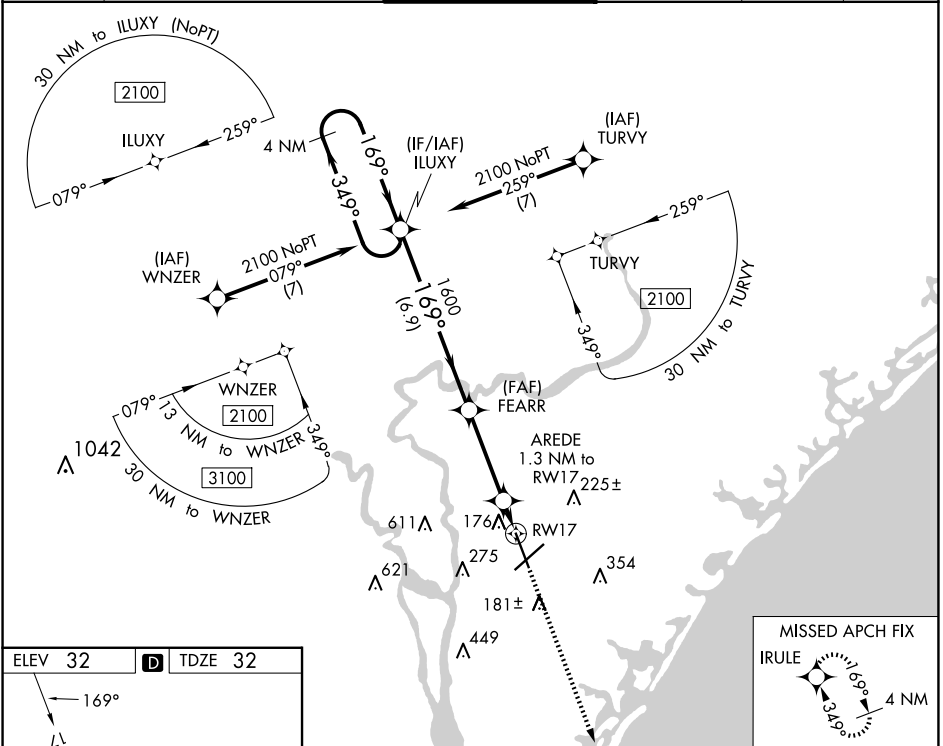 30 NM to ILUXY (NoPT)
2100
ILUXY
259°
079°
4 NM
169°
349°
(IF/IAF)
ILUXY
(IAF)
TURVY
2100 NoPT
259°
(7)
(IAF)
WNZER
2100 NoPT
079°
(7)
1600
169°
(6.9)
259°
TURVY
2100
349°
30 NM to TURVY
(FAF)
FEARR
079°
WNZER
2100
13 NM to WNZER
349°
3100
30 NM to WNZER
1042
AREDE
1.3 NM to
RW17
225±
611
176
RW17
275
621
354
181±
449
ELEV 32
D
TDZE 32
169°
17
MISSED APCH FIX
IRULE
169°
4 NM
349°